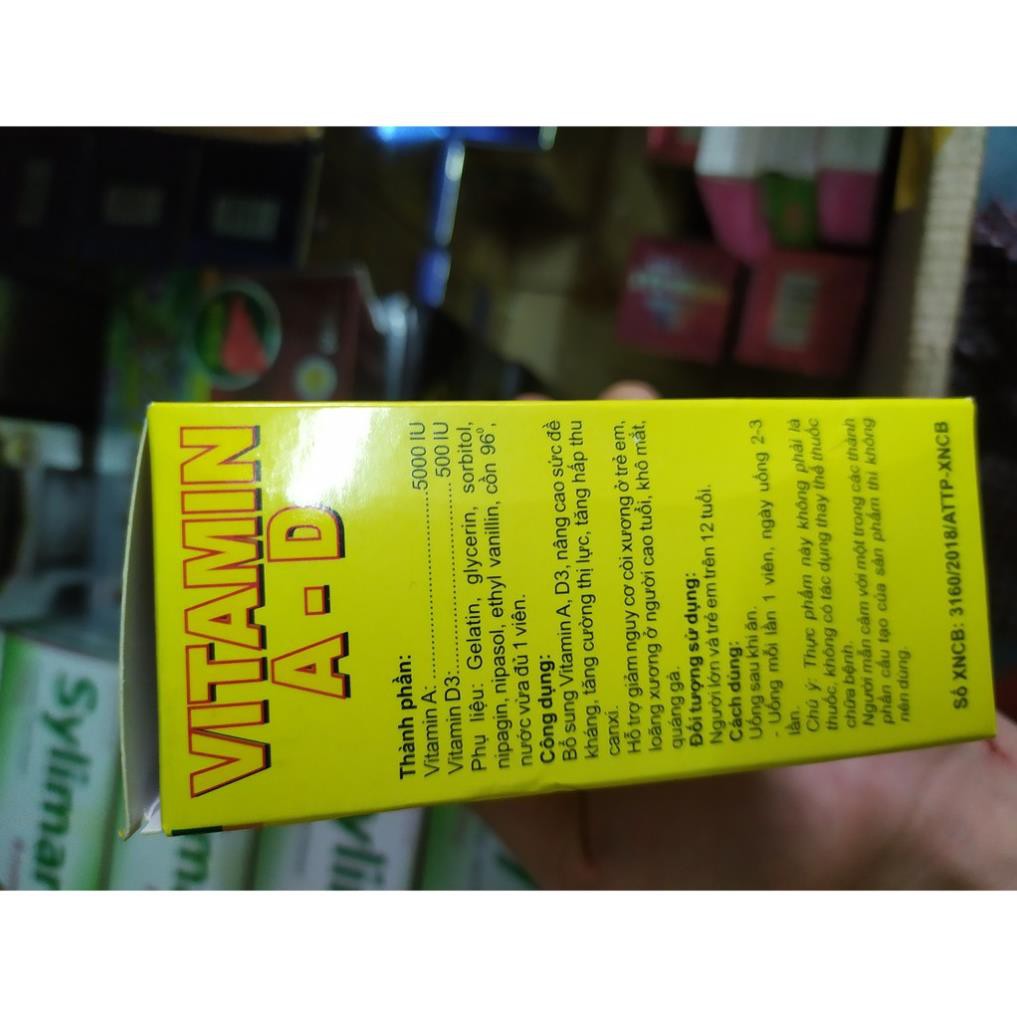 VITAMIN
A - D
Thành phần:
Vitamin A:............................5000 IU
Vitamin D3:............................500 IU
Phụ liệu: Gelatin, glycerin, sorbitol,
nipagin, nipasol, ethyl vanillin, cồn 96⁰,
nước vừa đủ 1 viên.
Công dụng:
Bổ sung Vitamin A, D3, nâng cao sức đề
kháng, tăng cường thị lực, tăng hấp thu
canxi.
Hỗ trợ giảm nguy cơ còi xương ở trẻ em,
loãng xương ở người cao tuổi, khô mắt,
quáng gà.
Đối tượng sử dụng:
Người lớn và trẻ em trên 12 tuổi.
Cách dùng:
Uống sau khi ăn.
- Uống mỗi lần 1 viên, ngày uống 2-3
lần.
Chú ý: Thực phẩm này không phải là
thuốc, không có tác dụng thay thế thuốc
chữa bệnh.
Người mẫn cảm với một trong các thành
phần cấu tạo của sản phẩm thì không
nên dùng.
Số XNCB: 3160/2018/ATTP-XNCB
Sylimar